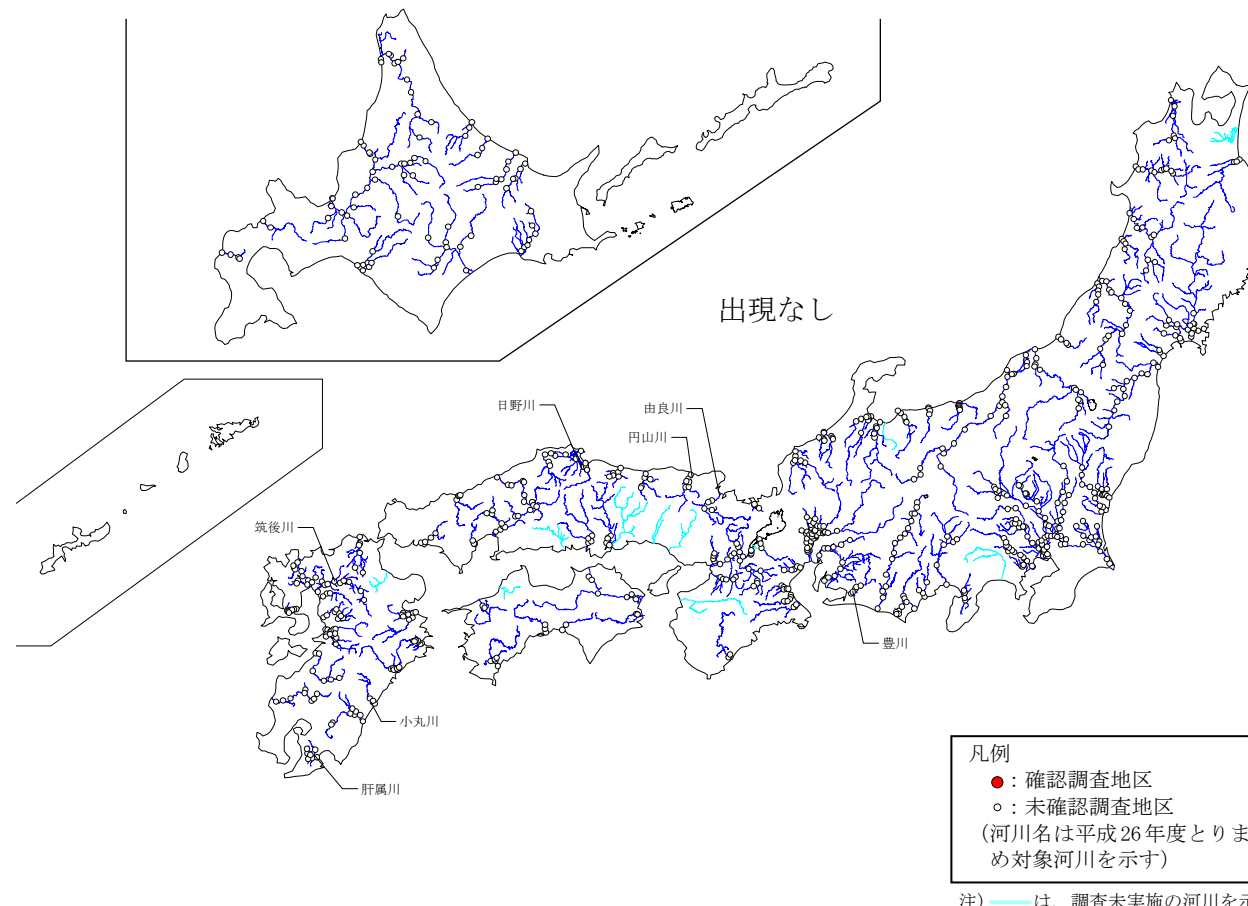 出現なし
日野川
由良川
円山川
筑後川
豊川
小丸川
肝属川
凡例
●：確認調査地区
○：未確認調査地区
(河川名は平成26年度とりま
め対象河川を示す)
注) ━━は、調査未実施の河川を示